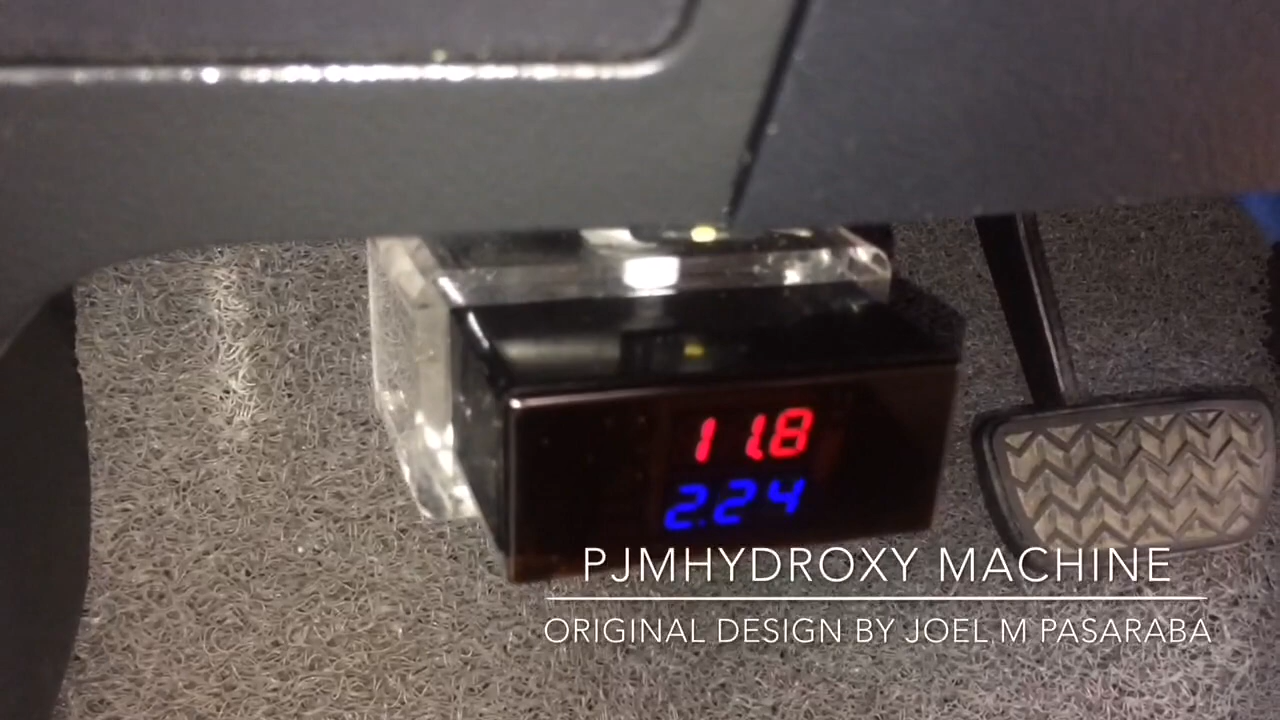 11.8
2.24
PJMHYDROXY MACHINE
ORIGINAL DESIGN BY JOEL M PASARABA